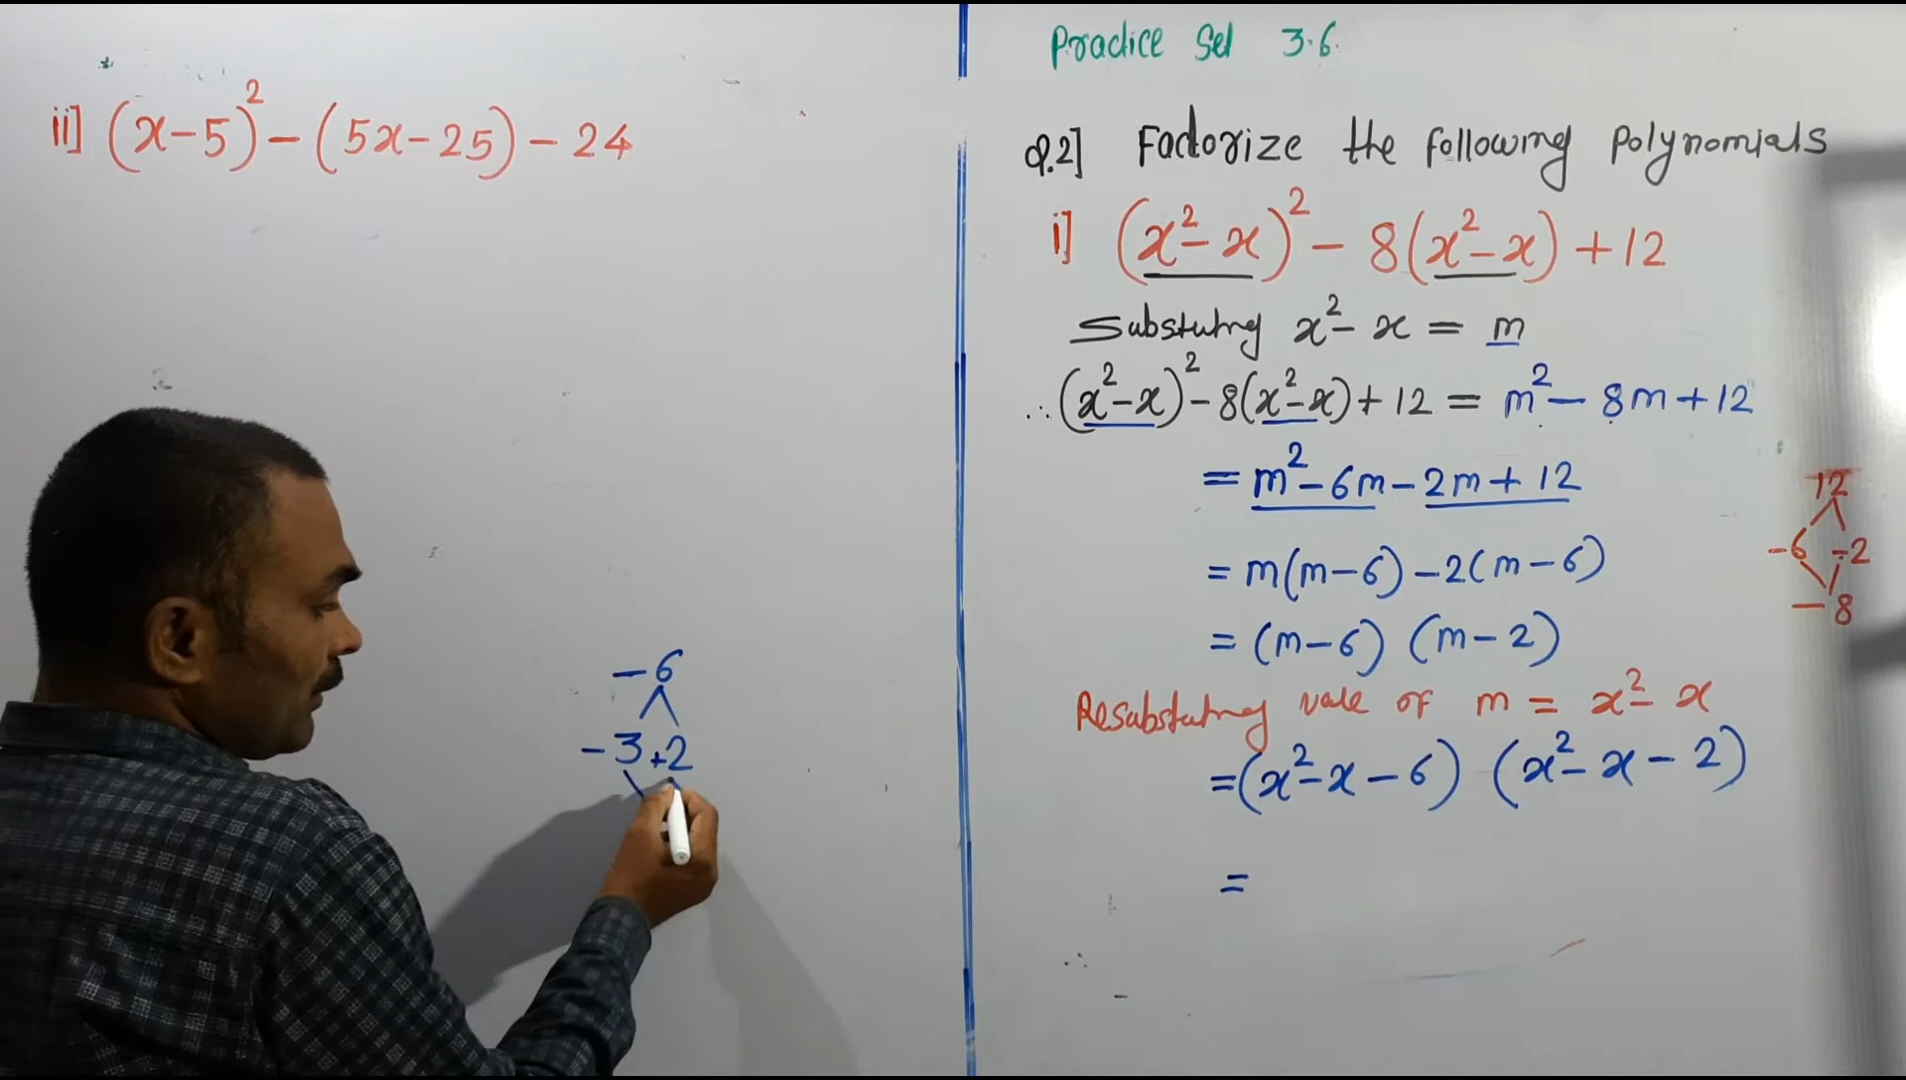 ii] (x-5)² - (5x-25) - 24
- 6
- 3 +2
Practice Set 3.6
Q.2] Factorize the following Polynomials
i] (x²-x)² - 8(x²-x) + 12
Substutng x²- x = m
∴ (x²-x)² - 8(x²-x) + 12 = m² - 8m + 12
= m² - 6m - 2m + 12
= m(m-6) - 2(m-6)
= (m-6) (m-2)
Resubstutng vale of m = x²- x
= (x²-x-6) (x²-x-2)
=
12
-6 -2
- 8